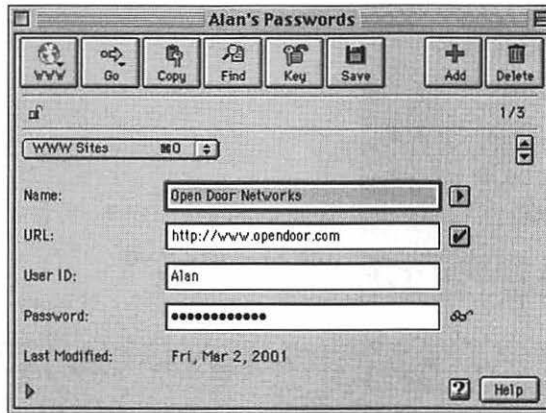 Alan's Passwords
WWW Go Copy Find Key Save Add Delete
1/3
WWW Sites ⌘0
Name: Open Door Networks
URL: http://www.opendoor.com
User ID: Alan
Password: ••••••••••••
Last Modified: Fri, Mar 2, 2001
? Help